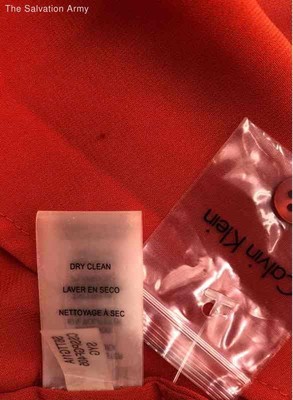 The Salvation Army
Calvin Klein
DRY CLEAN
LAVER EN SECO
NETTOYAGE À SEC